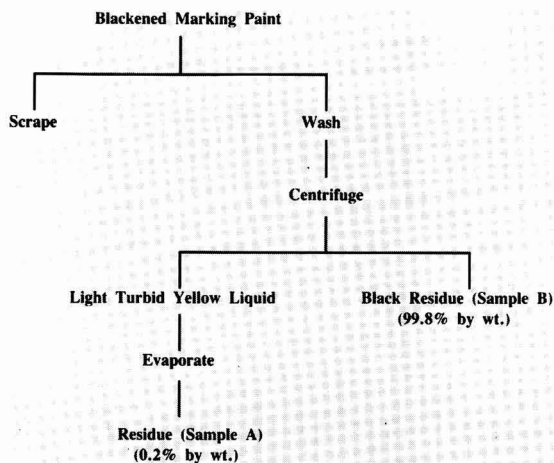 Blackened Marking Paint
Scrape
Wash
Centrifuge
Light Turbid Yellow Liquid
Black Residue (Sample B)
(99.8% by wt.)
Evaporate
Residue (Sample A)
(0.2% by wt.)